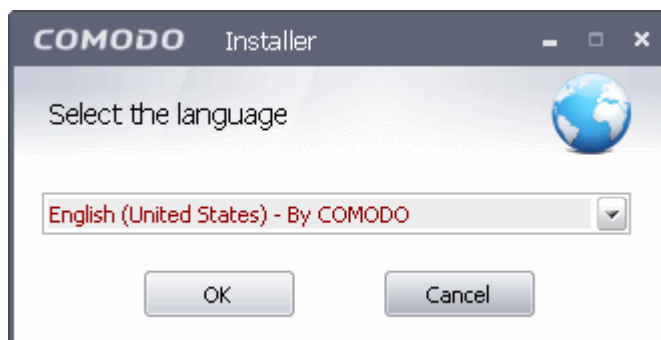 COMODO Installer
Select the language
English (United States) - By COMODO
OK Cancel